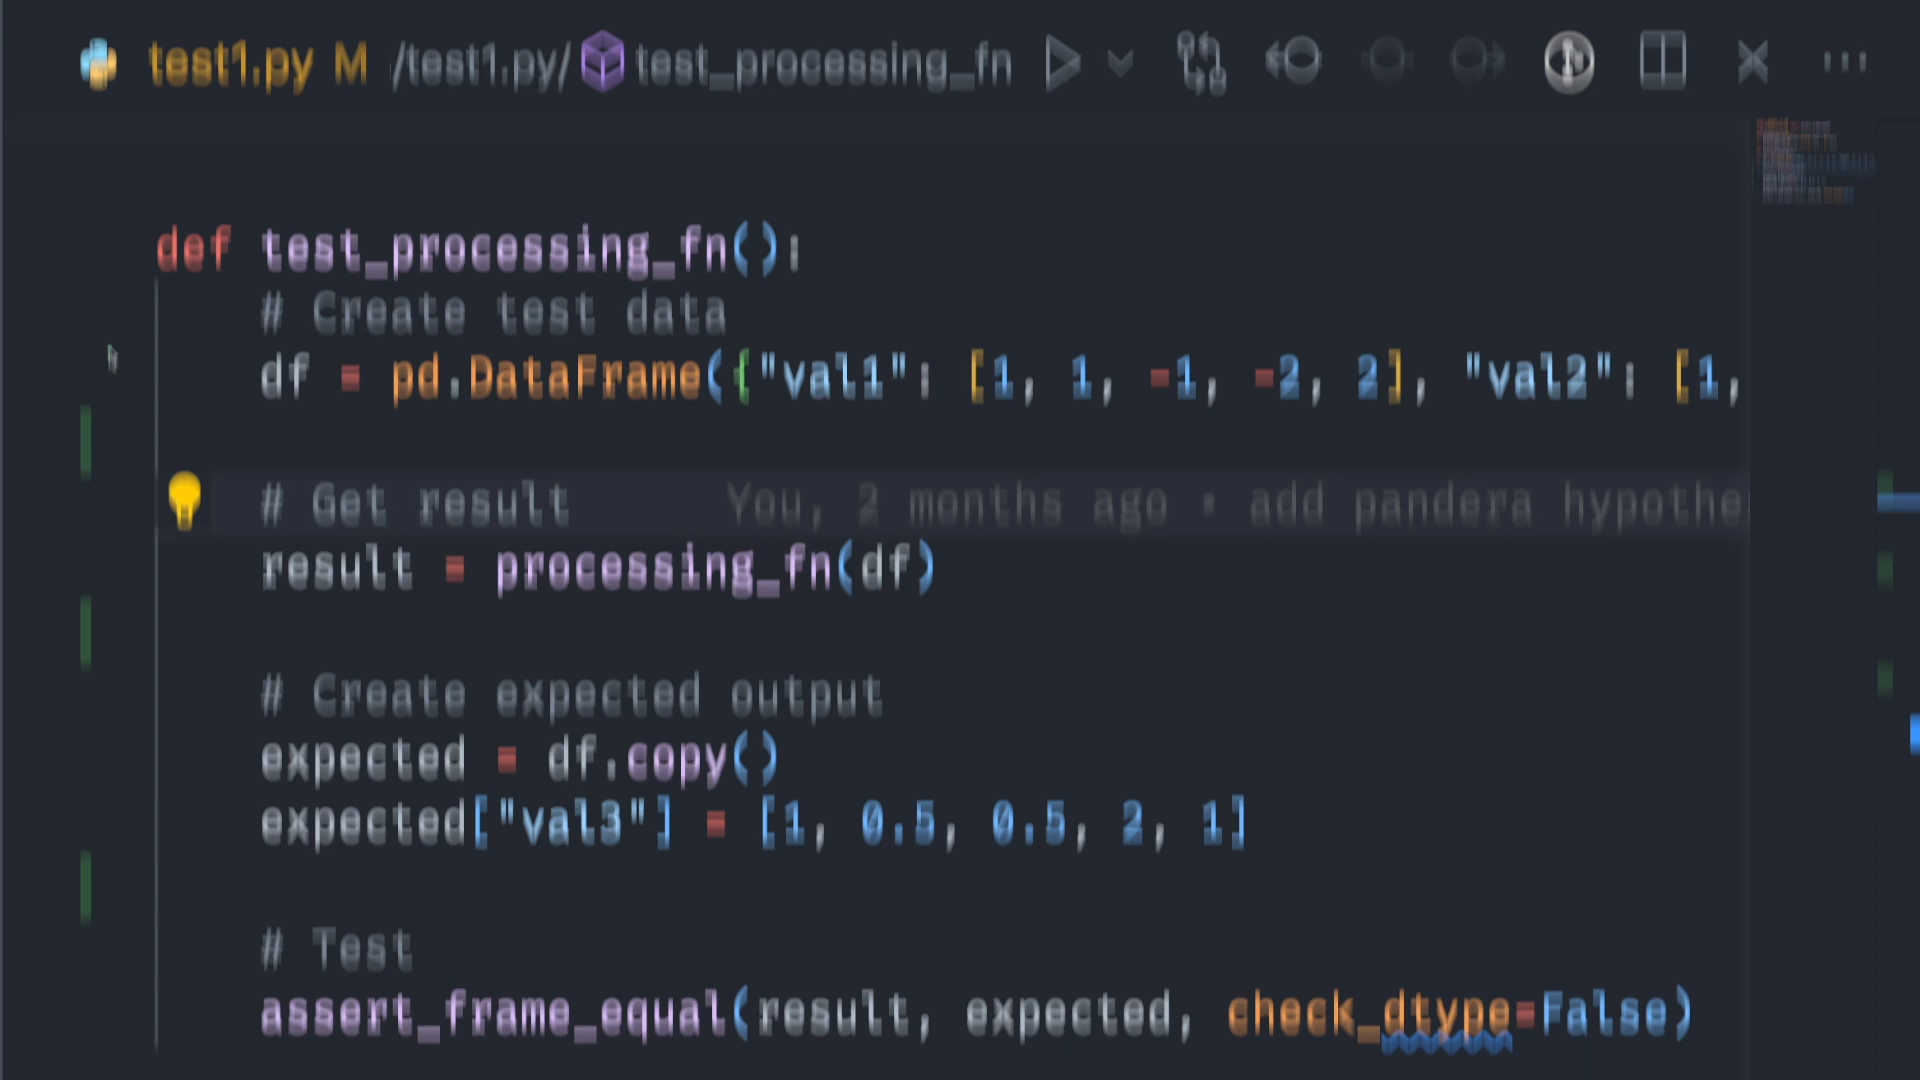 test1.py M /test1.py/ test_processing_fn
def test_processing_fn():
# Create test data
df = pd.DataFrame({"val1": [1, 1, -1, -2, 2], "val2": [1,
# Get result You, 2 months ago • add pandera hypothe
result = processing_fn(df)
# Create expected output
expected = df.copy()
expected["val3"] = [1, 0.5, 0.5, 2, 1]
# Test
assert_frame_equal(result, expected, check_dtype=False)